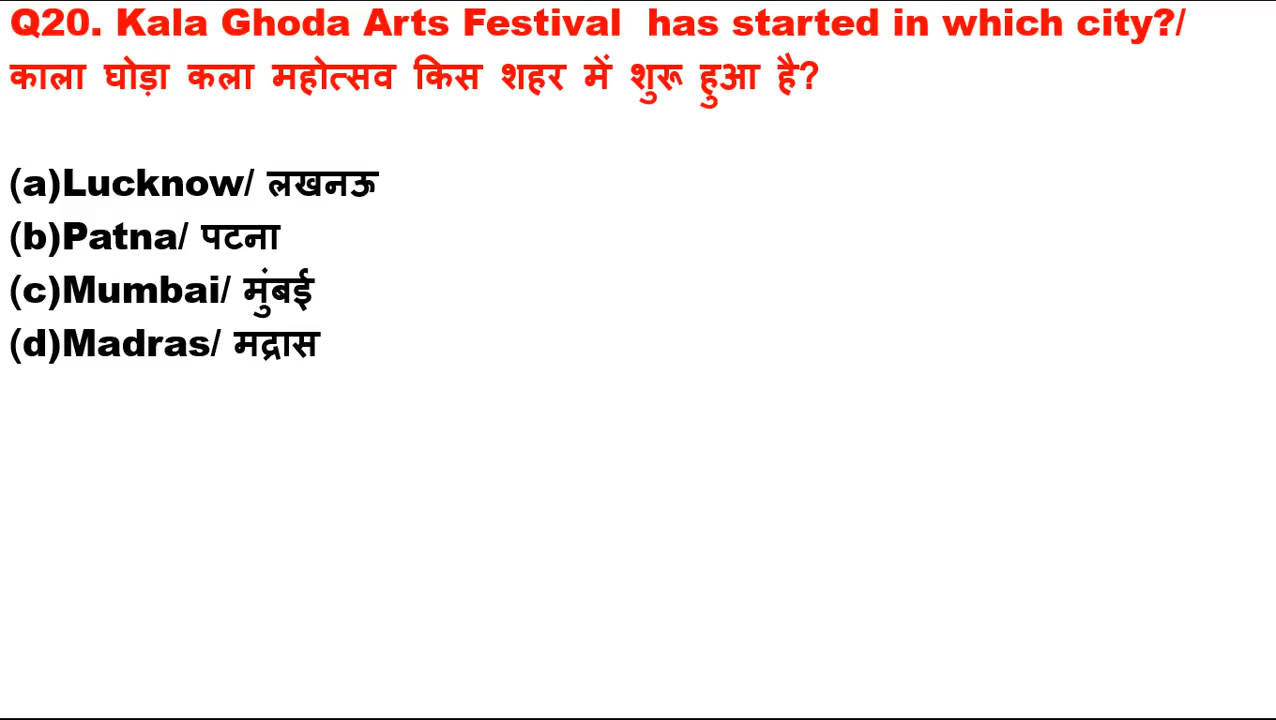 Q20. Kala Ghoda Arts Festival has started in which city?/
काला घोड़ा कला महोत्सव किस शहर में शुरू हुआ है?
(a)Lucknow/ लखनऊ
(b)Patna/ पटना
(c)Mumbai/ मुंबई
(d)Madras/ मद्रास